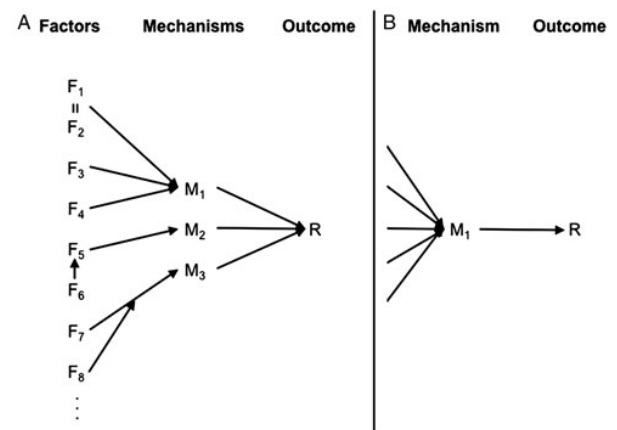 A Factors Mechanisms Outcome
F₁
=
F₂
F₃
F₄
F₅
F₆
F₇
F₈
⋮
M₁
M₂
M₃
R
B Mechanism Outcome
M₁
R